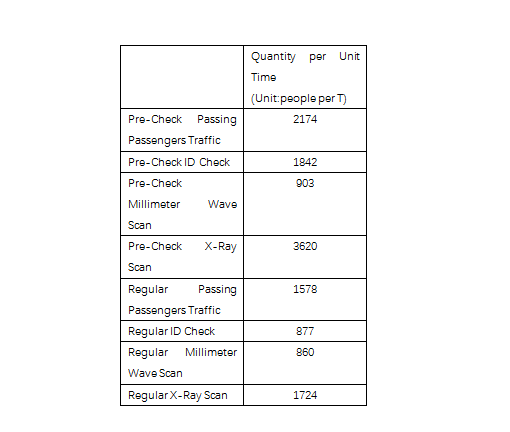 Quantity per Unit
Time
(Unit:people per T)
Pre-Check Passing
Passengers Traffic
2174
Pre-Check ID Check
1842
Pre-Check
Millimeter Wave
Scan
903
Pre-Check X-Ray
Scan
3620
Regular Passing
Passengers Traffic
1578
Regular ID Check
877
Regular Millimeter
Wave Scan
860
Regular X-Ray Scan
1724